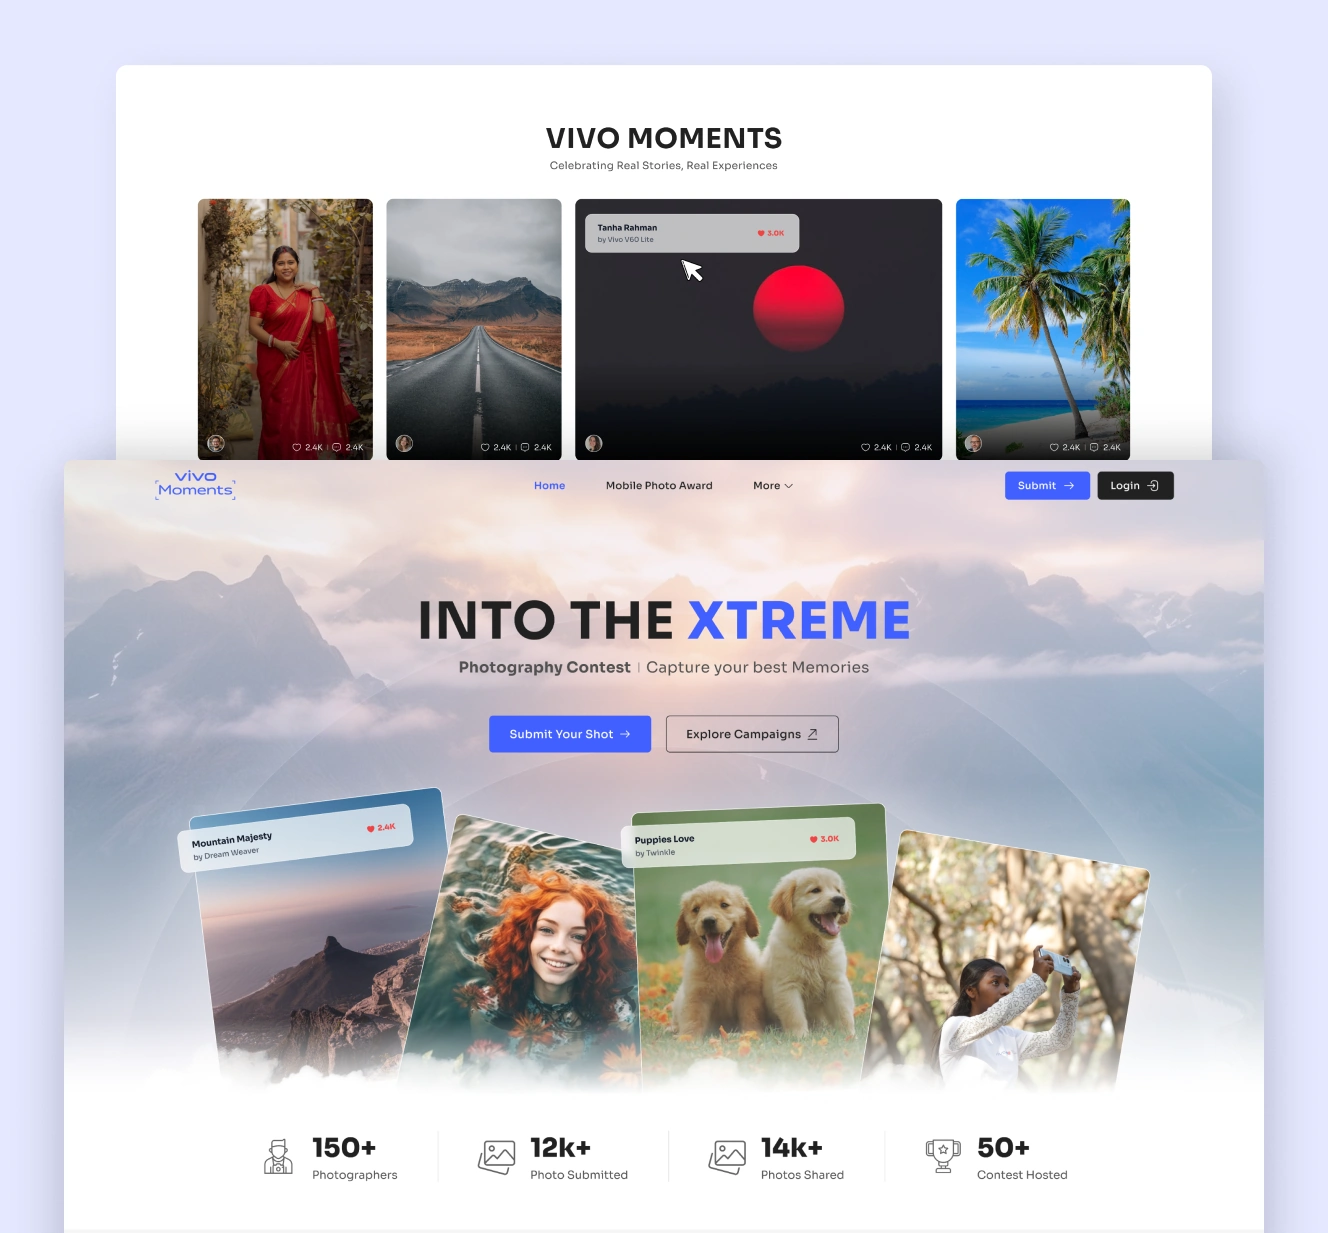 VIVO MOMENTS
Celebrating Real Stories, Real Experiences
Tanha Rahman
by Vivo V60 Lite
3.0K
2.4K | 2.4K
2.4K | 2.4K
2.4K | 2.4K
2.4K | 2.4K
vivo
Moments
Home
Mobile Photo Award
More
Submit
Login
INTO THE XTREME
Photography Contest | Capture your best Memories
Submit Your Shot
Explore Campaigns
Mountain Majesty
by Dream Weaver
2.4K
Puppies Love
by Twinkle
3.0K
150+
Photographers
12k+
Photo Submitted
14k+
Photos Shared
50+
Contest Hosted